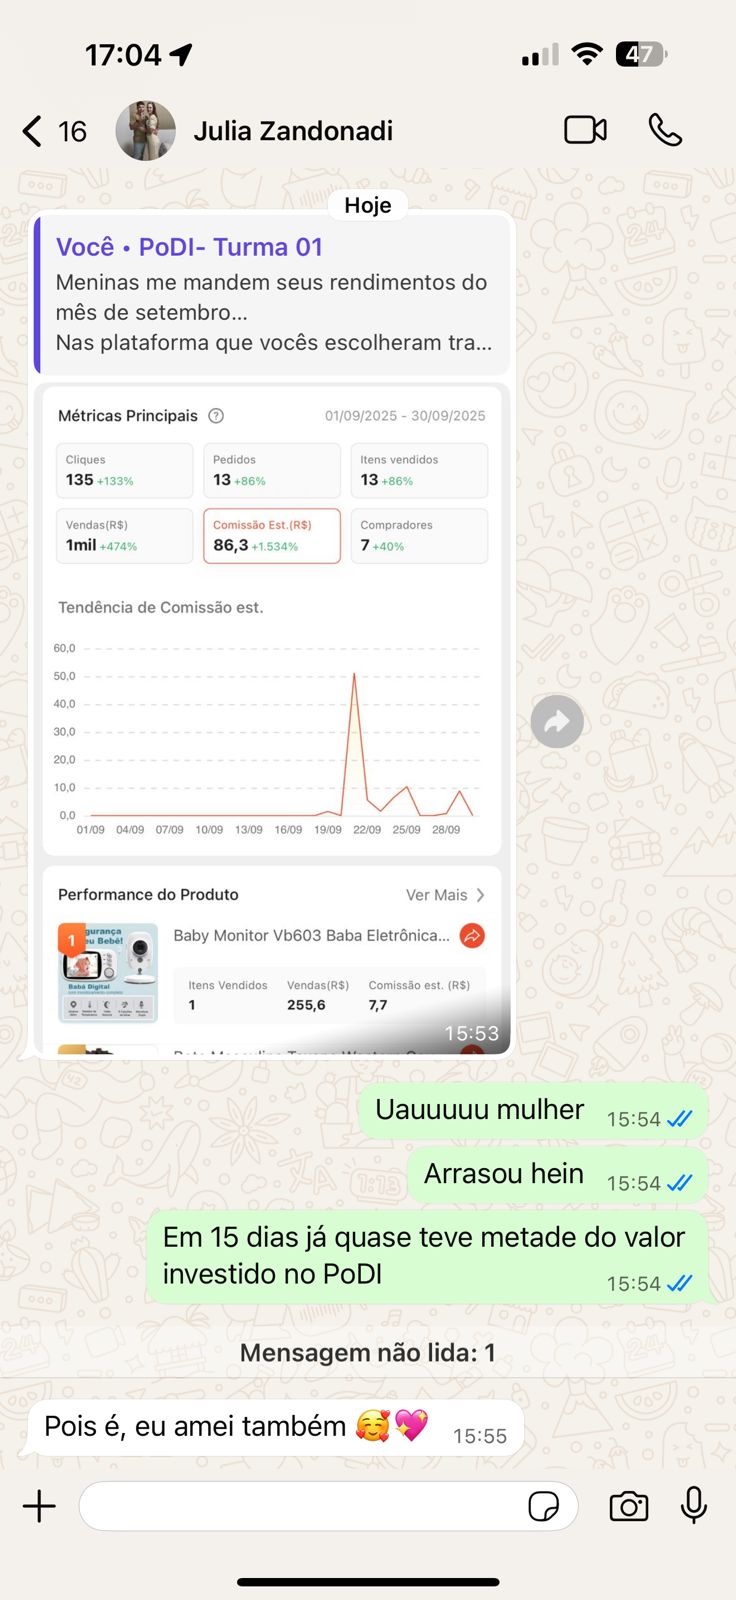 17:04
47
16
Julia Zandonadi
Hoje
Você • PoDI- Turma 01
Meninas me mandem seus rendimentos do
mês de setembro...
Nas plataforma que vocês escolheram tra...
Métricas Principais ? 01/09/2025 - 30/09/2025
Cliques Pedidos Itens vendidos
135 +133% 13 +86% 13 +86%
Vendas(R$) Comissão Est.(R$) Compradores
1mil +474% 86,3 +1.534% 7 +40%
Tendência de Comissão est.
60,0
50,0
40,0
30,0
20,0
10,0
0,0
01/09 04/09 07/09 10/09 13/09 16/09 19/09 22/09 25/09 28/09
Performance do Produto Ver Mais
1
gurança
eu Bebê!
Babá Digital
Baby Monitor Vb603 Baba Eletrônica...
Itens Vendidos Vendas(R$) Comissão est. (R$)
1 255,6 7,7
15:53
Uauuuuu mulher 15:54
Arrasou hein 15:54
Em 15 dias já quase teve metade do valor
investido no PoDI 15:54
Mensagem não lida: 1
Pois é, eu amei também 🥰💖 15:55